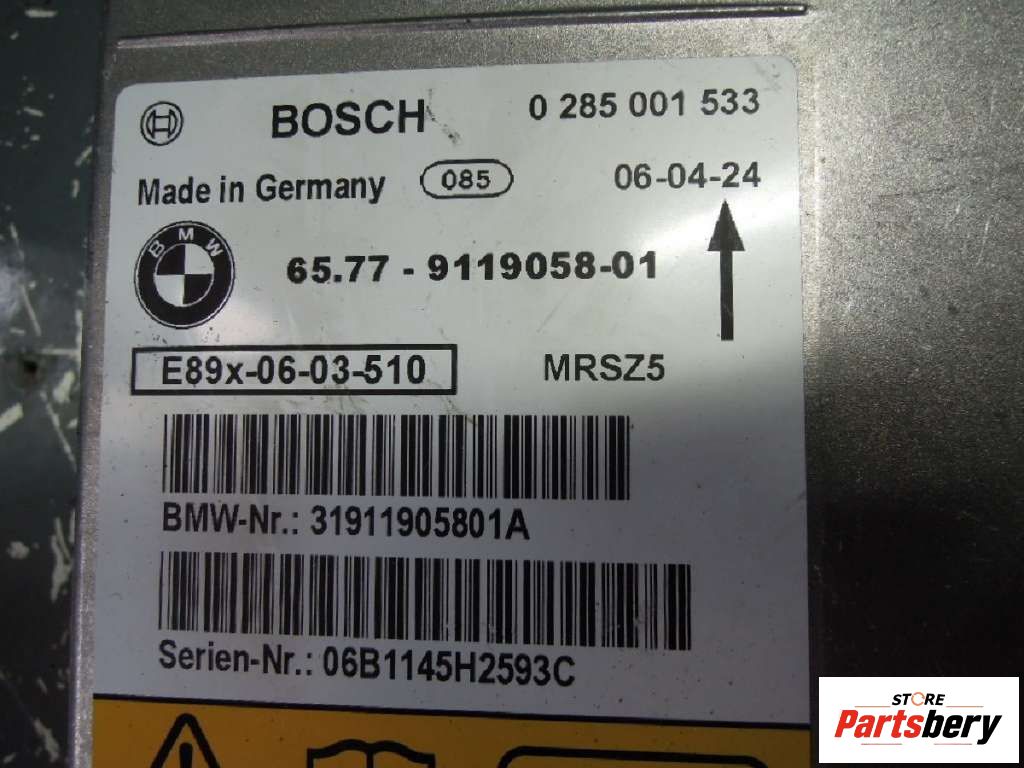 BOSCH 0 285 001 533
Made in Germany 085 06-04-24
BMW 65.77 - 9119058-01
E89x-06-03-510 MRSZ5
BMW-Nr.: 31911905801A
Serien-Nr.: 06B1145H2593C
STORE
Partsbery